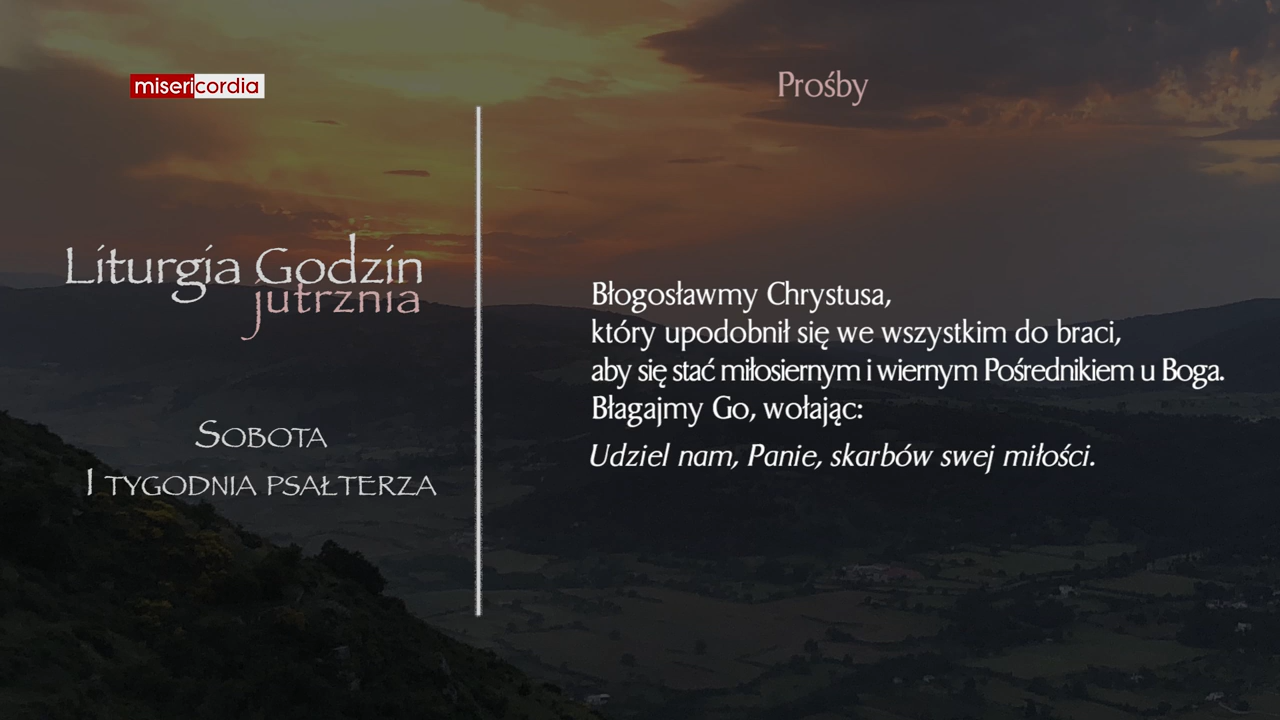 misericordia
Prośby
Liturgia Godzin
jutrznia
Sobota
I tygodnia psałterza
Błogosławmy Chrystusa,
który upodobnił się we wszystkim do braci,
aby się stać miłosiernym i wiernym Pośrednikiem u Boga.
Błagajmy Go, wołając:
Udziel nam, Panie, skarbów swej miłości.